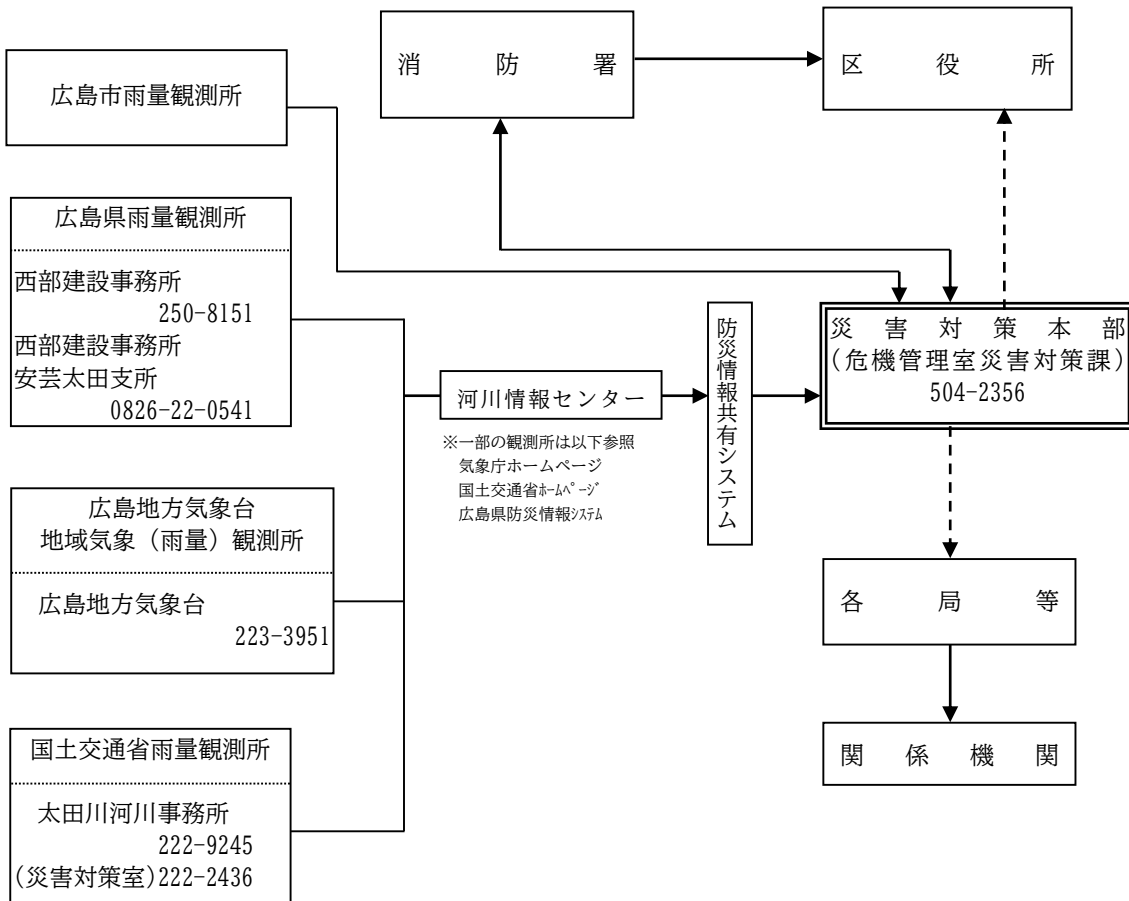 消防署
区役所
広島市雨量観測所
広島県雨量観測所
西部建設事務所
250-8151
西部建設事務所
安芸太田支所
0826-22-0541
広島地方気象台
地域気象（雨量）観測所
広島地方気象台
223-3951
国土交通省雨量観測所
太田川河川事務所
222-9245
(災害対策室)222-2436
河川情報センター
※一部の観測所は以下参照
気象庁ホームページ
国土交通省ﾎｰﾑﾍﾟｰｼﾞ
広島県防災情報ｼｽﾃﾑ
防災情報共有システム
災害対策本部
(危機管理室災害対策課)
504-2356
各局等
関係機関